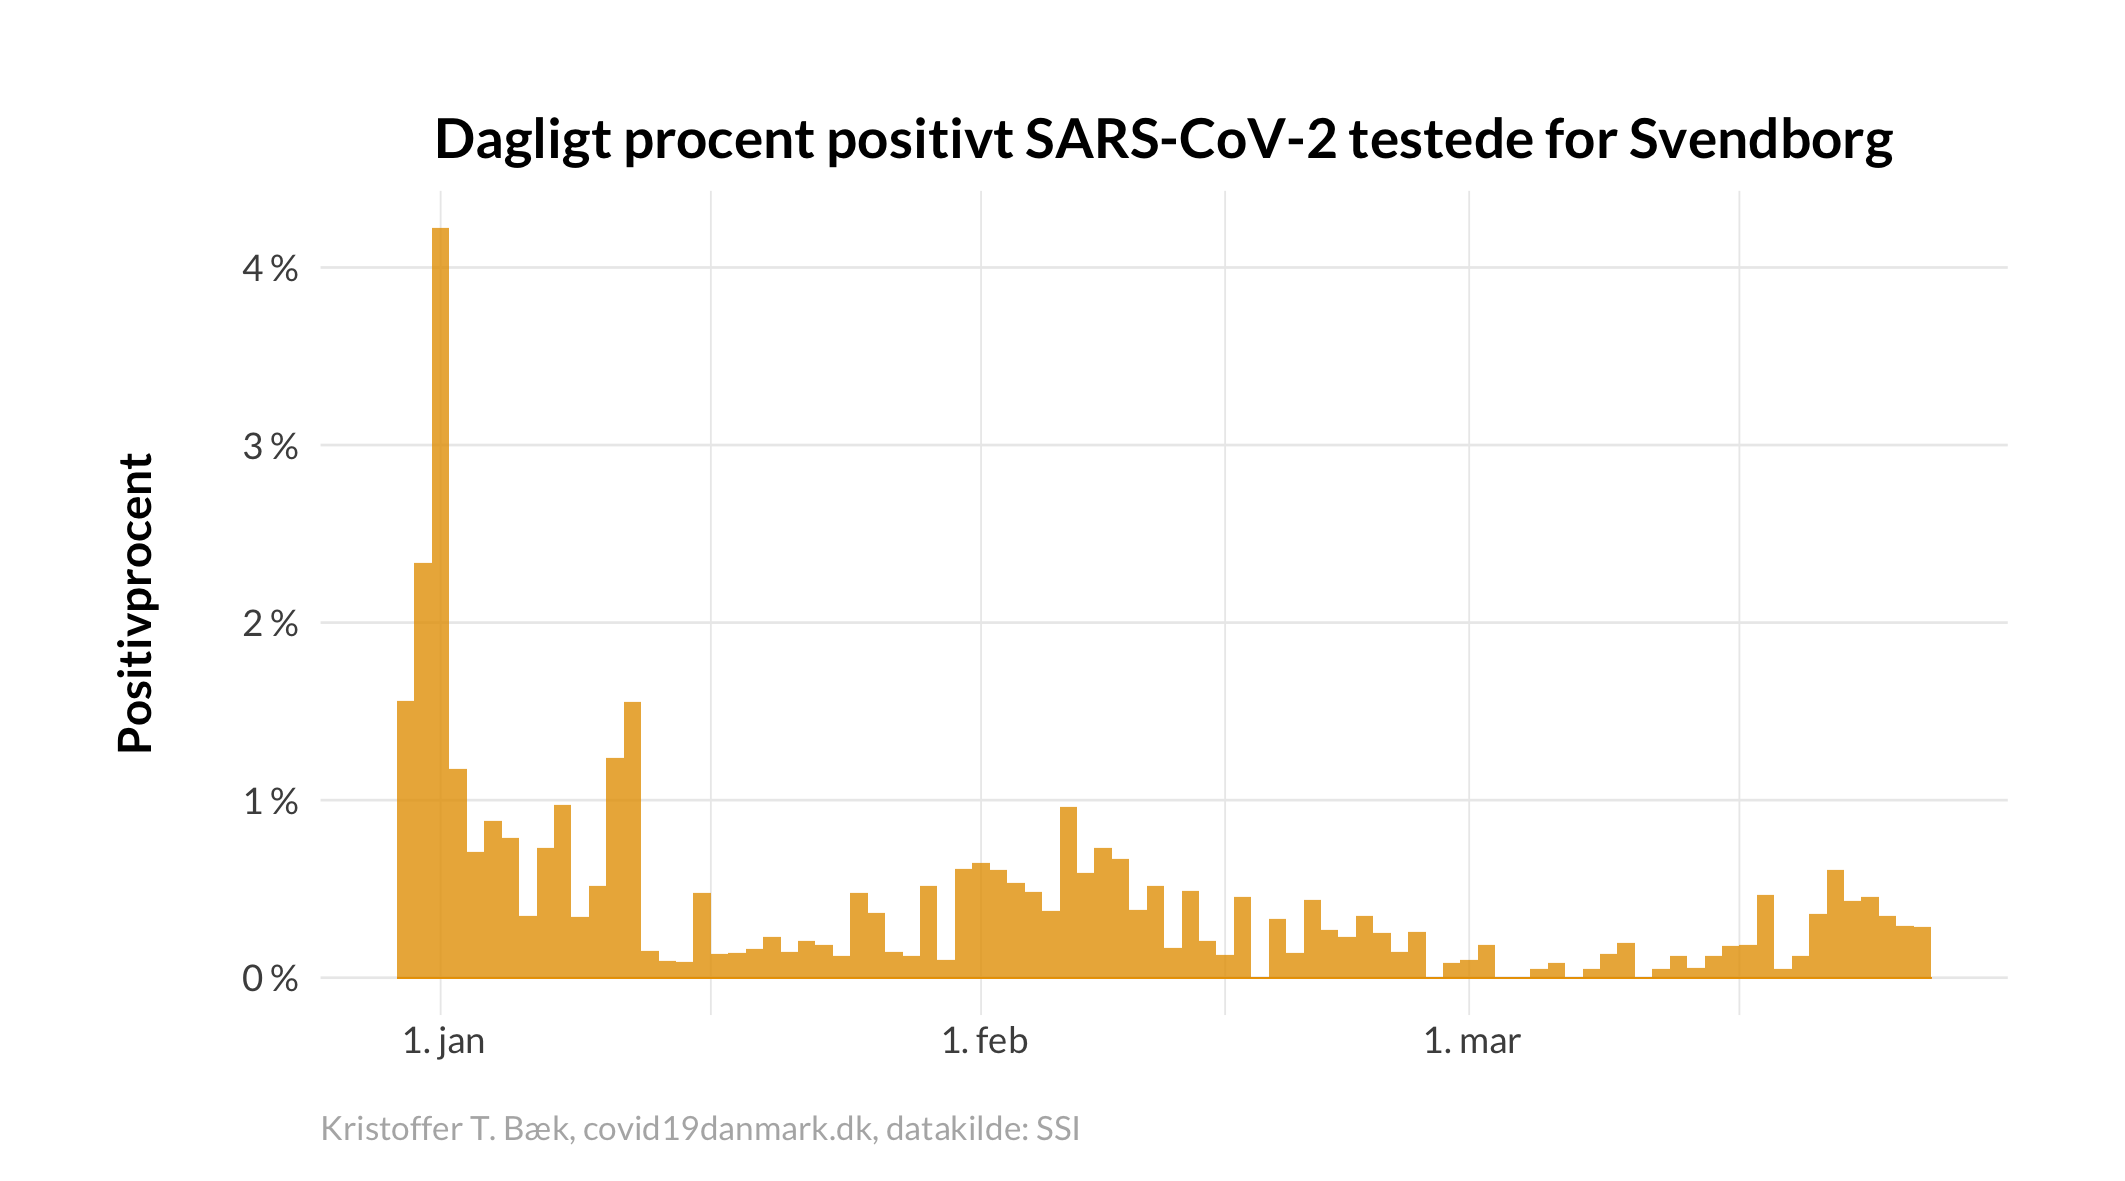 Dagligt procent positivt SARS-CoV-2 testede for Svendborg
Positivprocent
4 %
3 %
2 %
1 %
0 %
1. jan
1. feb
1. mar
Kristoffer T. Bæk, covid19danmark.dk, datakilde: SSI